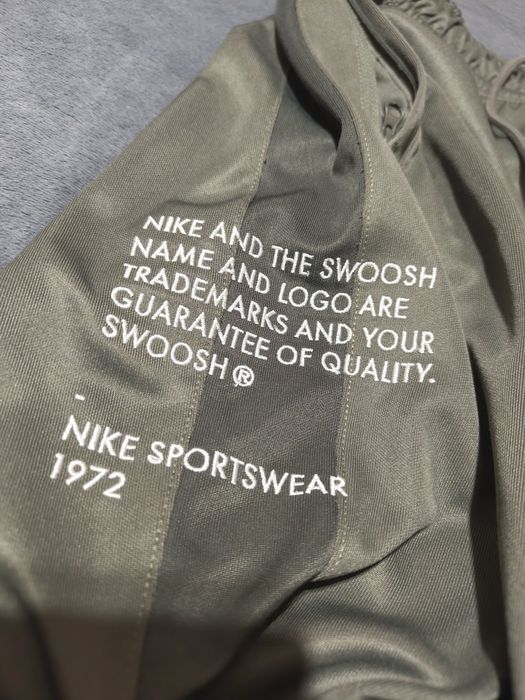 NIKE AND THE SWOOSH
NAME AND LOGO ARE
TRADEMARKS AND YOUR
GUARANTEE OF QUALITY.
SWOOSH®
-
NIKE SPORTSWEAR
1972